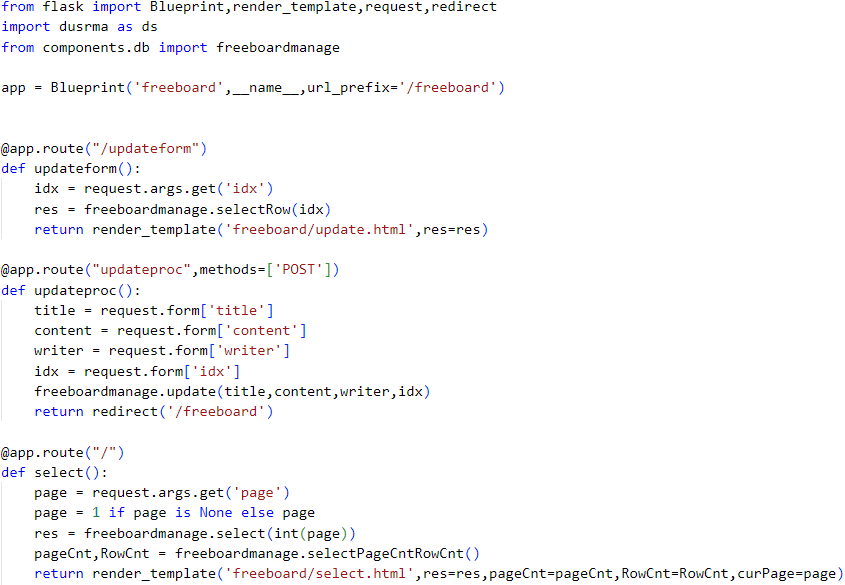 from flask import Blueprint,render_template,request,redirect
import dusrma as ds
from components.db import freeboardmanage

app = Blueprint('freeboard',__name__,url_prefix='/freeboard')


@app.route("/updateform")
def updateform():
    idx = request.args.get('idx')
    res = freeboardmanage.selectRow(idx)
    return render_template('freeboard/update.html',res=res)

@app.route("updateproc",methods=['POST'])
def updateproc():
    title = request.form['title']
    content = request.form['content']
    writer = request.form['writer']
    idx = request.form['idx']
    freeboardmanage.update(title,content,writer,idx)
    return redirect('/freeboard')

@app.route("/")
def select():
    page = request.args.get('page')
    page = 1 if page is None else page
    res = freeboardmanage.select(int(page))
    pageCnt,RowCnt = freeboardmanage.selectPageCntRowCnt()
    return render_template('freeboard/select.html',res=res,pageCnt=pageCnt,RowCnt=RowCnt,curPage=page)